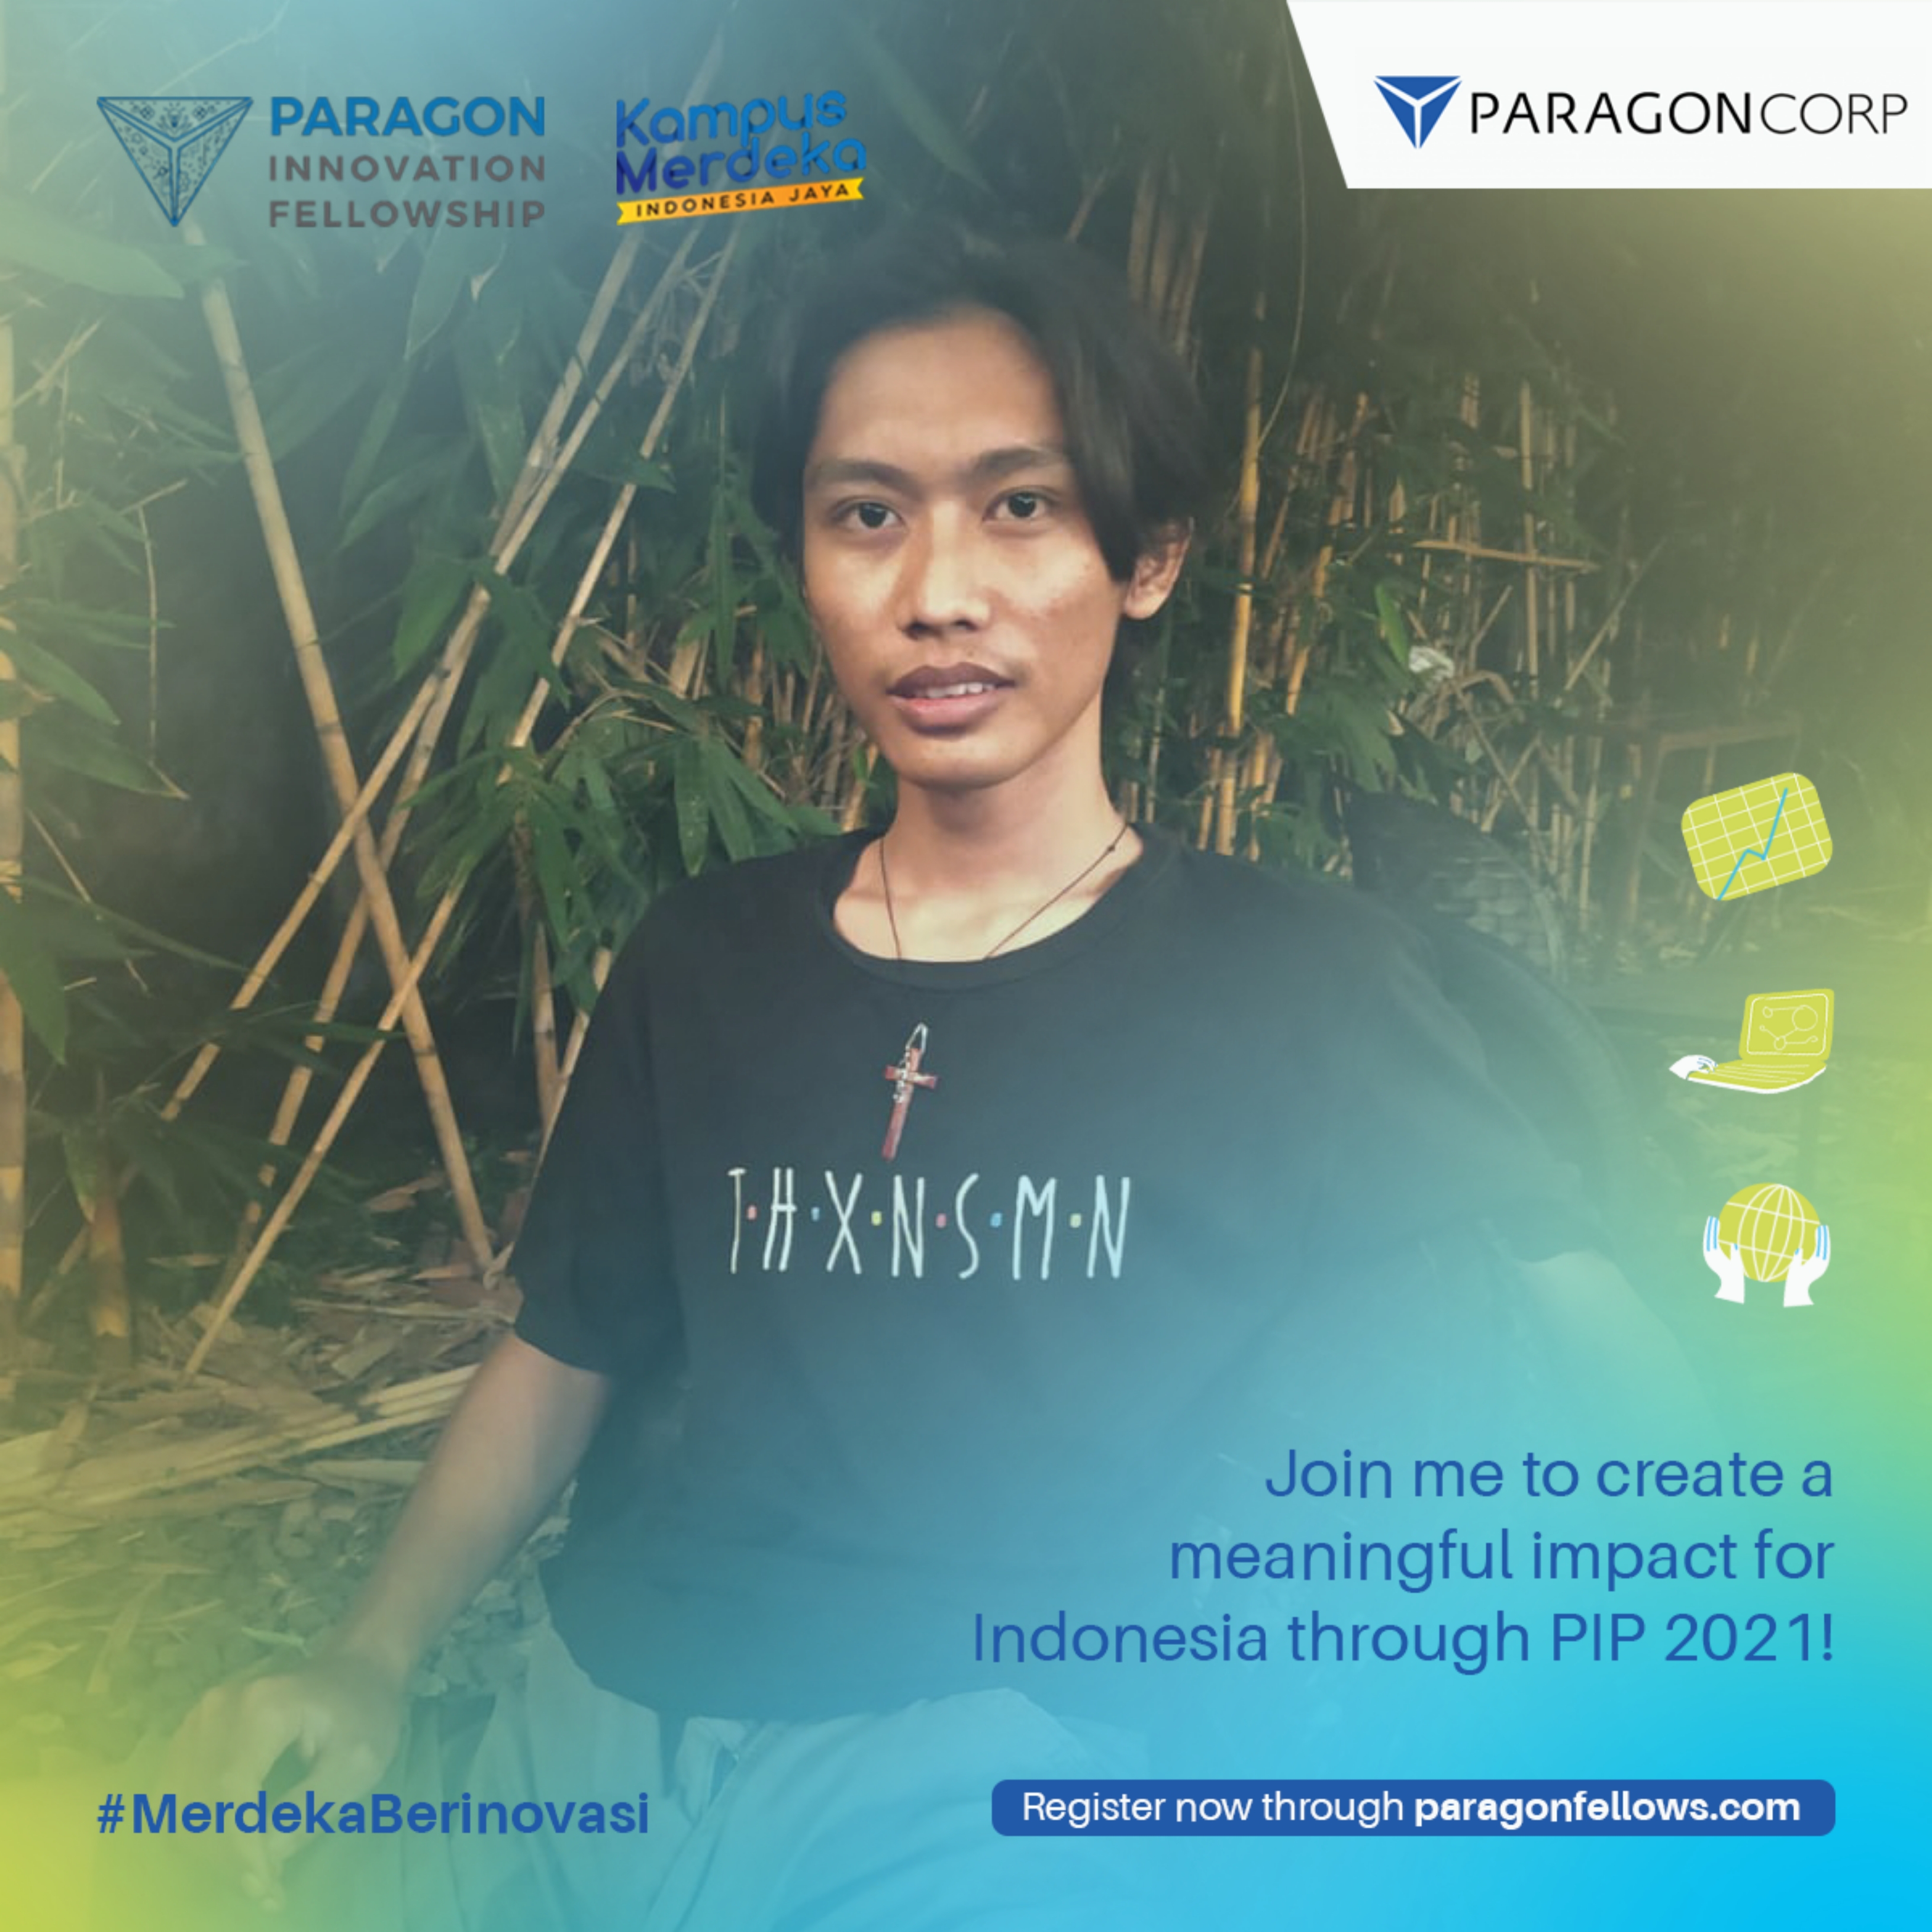 PARAGON
INNOVATION
FELLOWSHIP
Kampus
Merdeka
INDONESIA JAYA
PARAGONCORP
T·H·X·N·S·M·N
Join me to create a
meaningful impact for
Indonesia through PIP 2021!
#MerdekaBerinovasi
Register now through paragonfellows.com